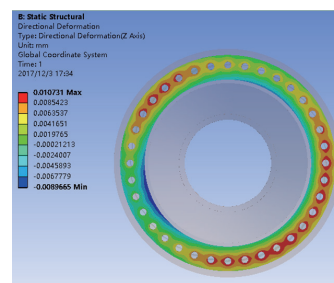 B: Static Structural
Directional Deformation
Type: Directional Deformation(Z Axis)
Unit: mm
Global Coordinate System
Time: 1
2017/12/3 17:34
0.010731 Max
0.0085423
0.0063537
0.0041651
0.0019765
-0.00021213
-0.0024007
-0.0045893
-0.0067779
-0.0089665 Min